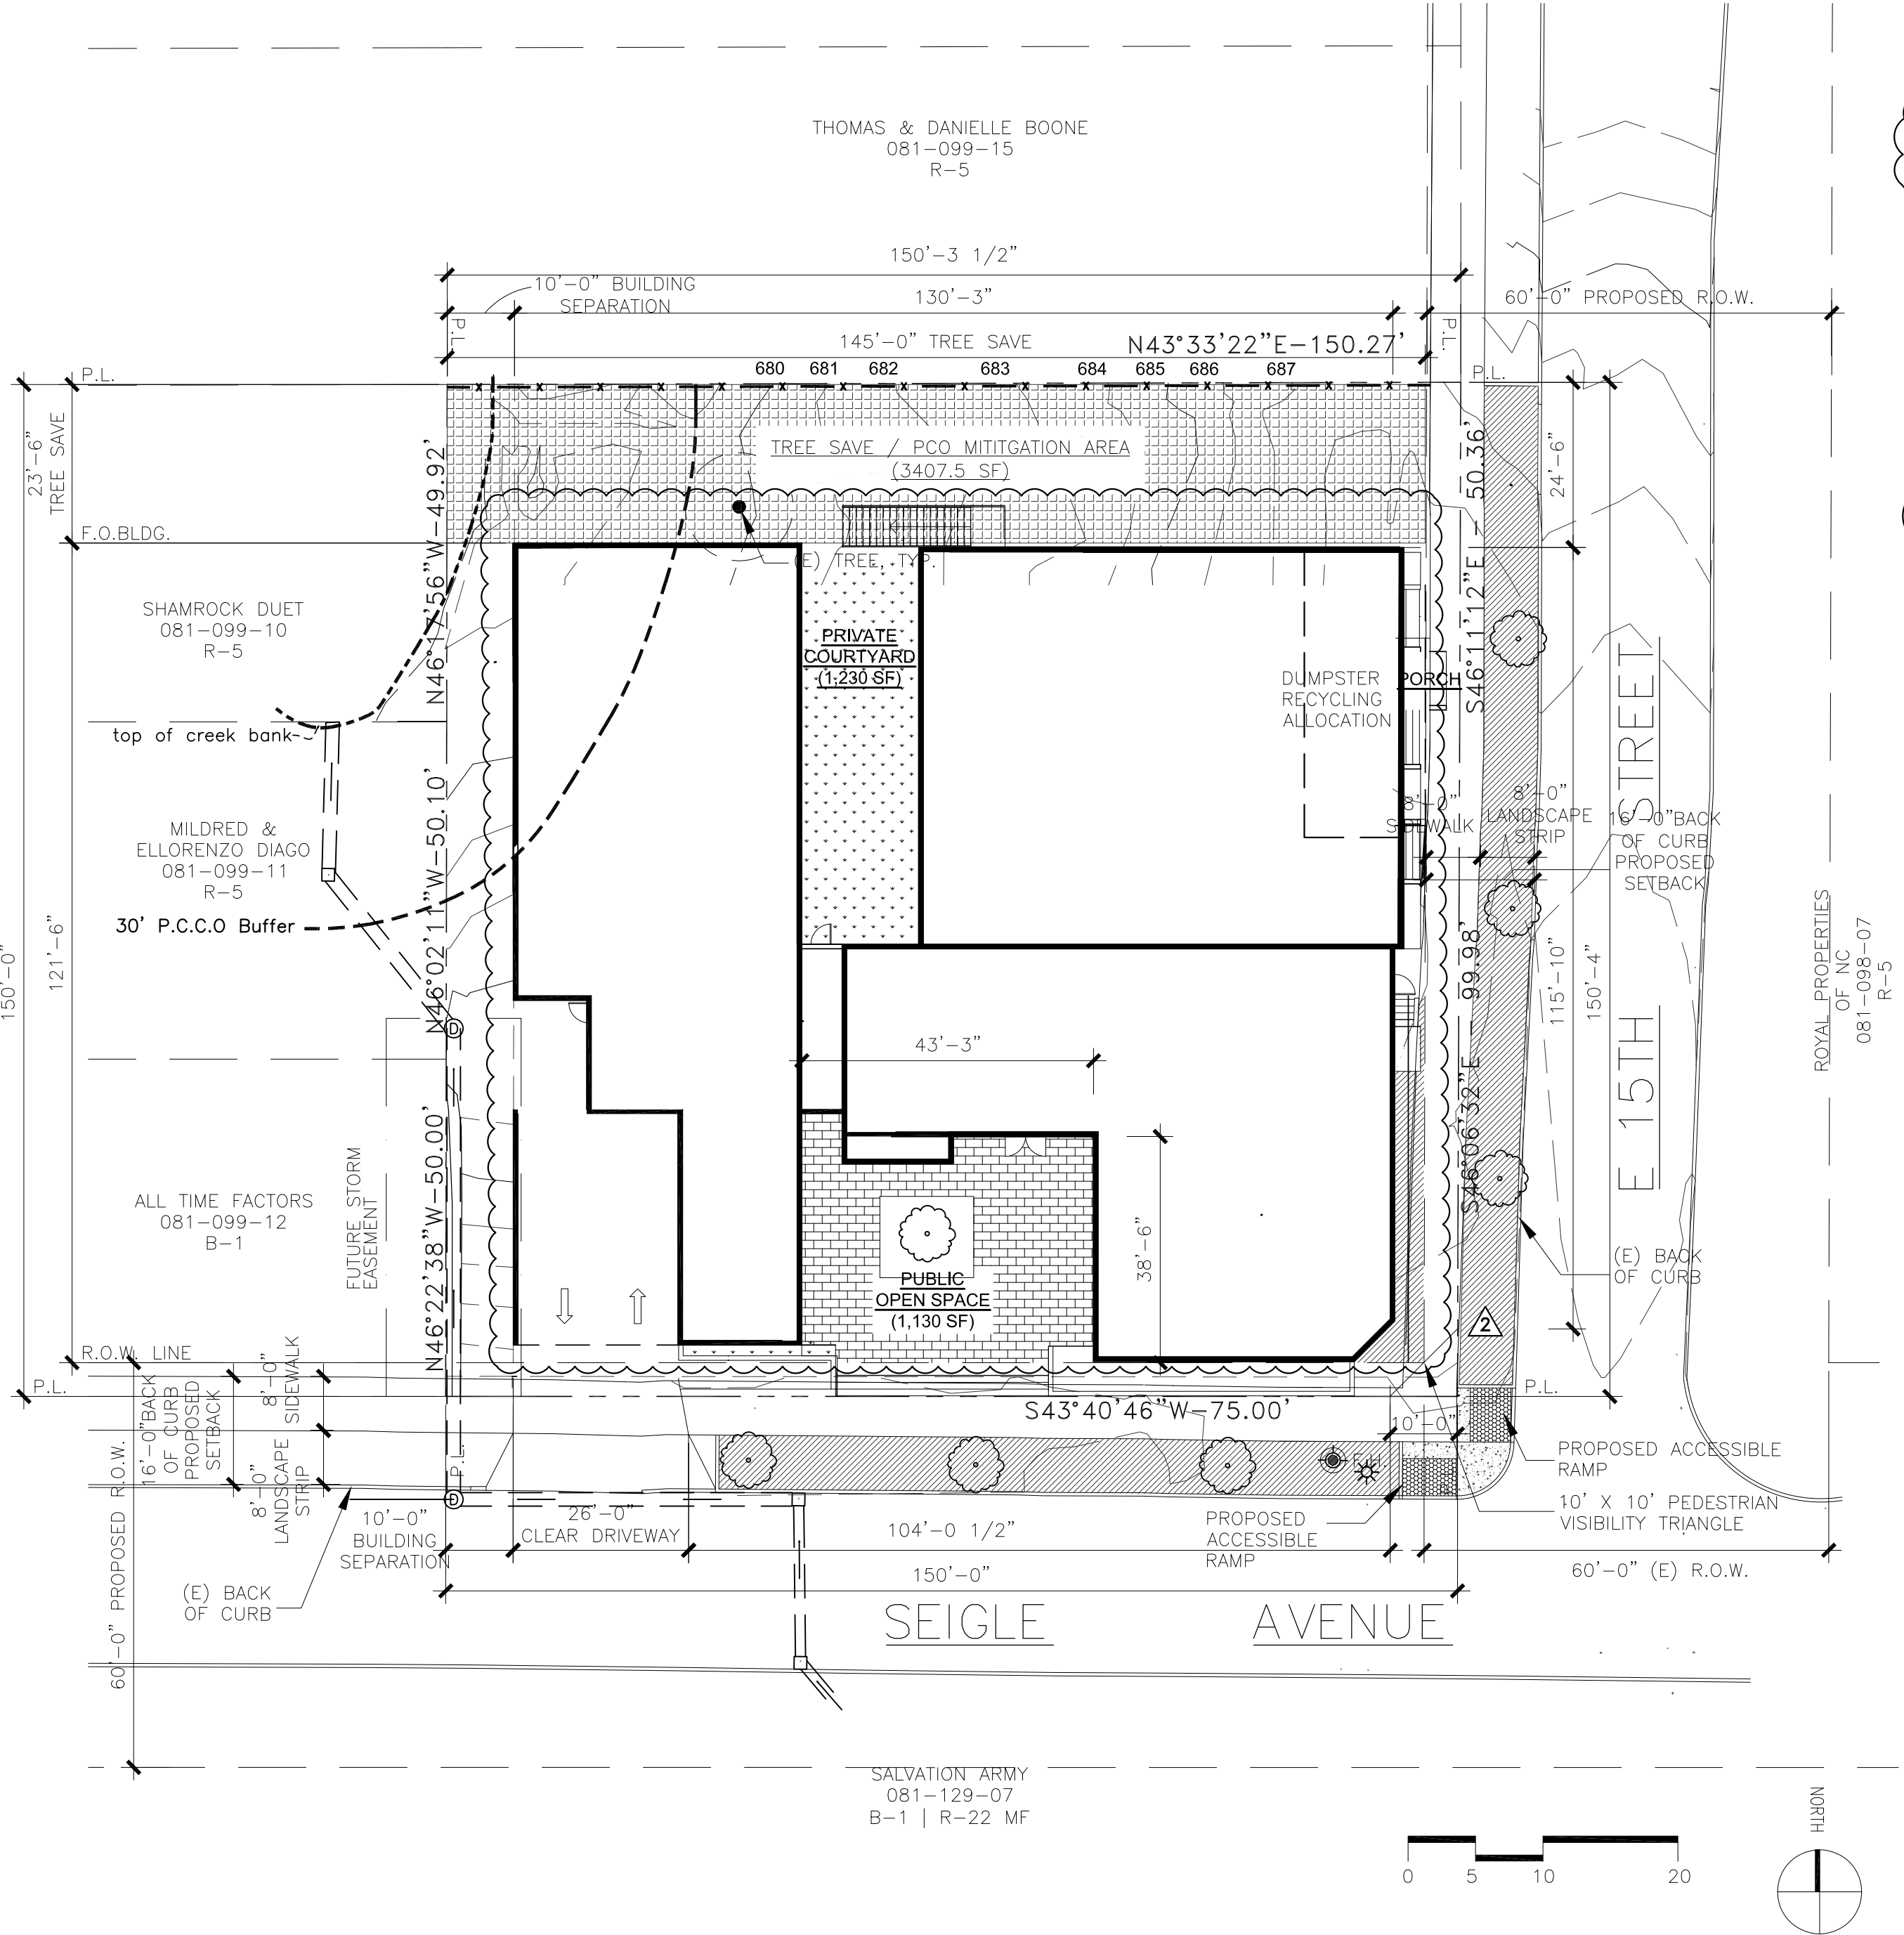 THOMAS & DANIELLE BOONE
081-099-15
R-5
150'-3 1/2"
10'-0" BUILDING
SEPARATION
130'-3"
60'-0" PROPOSED R.O.W.
P.L.
P.L.
145'-0" TREE SAVE
N43°33'22"E-150.27'
680
681
682
683
684
685
686
687
P.L.
P.L.
23'-6"
TREE SAVE
TREE SAVE / PCO MITITGATION AREA
(3407.5 SF)
24'-6"
F.O.BLDG.
(E) TREE, TYP.
N46°17'56"W-49.92'
S46°11'12"E - 50.36'
SHAMROCK DUET
081-099-10
R-5
PRIVATE
COURTYARD
(1,230 SF)
DUMPSTER
RECYCLING
ALLOCATION
PORCH
top of creek bank
E 15TH STREET
MILDRED &
ELLORENZO DIAGO
081-099-11
R-5
N46°02'11"W-50.10'
8'-0"
SIDEWALK
8'-0"
LANDSCAPE
STRIP
16'-0"BACK
OF CURB
PROPOSED
SETBACK
30' P.C.C.O Buffer
150'-0"
121'-6"
S46°06'32"E - 99.98'
115'-10"
150'-4"
ROYAL PROPERTIES
OF NC
081-098-07
R-5
D
43'-3"
ALL TIME FACTORS
081-099-12
B-1
FUTURE STORM
EASEMENT
N46°22'38"W-50.00'
38'-6"
PUBLIC
OPEN SPACE
(1,130 SF)
(E) BACK
OF CURB
2
R.O.W. LINE
P.L.
P.L.
16'-0"BACK
OF CURB
PROPOSED
SETBACK
8'-0"
SIDEWALK
8'-0"
LANDSCAPE
STRIP
S43°40'46"W-75.00'
10'-0"
P.L.
F.H.
PROPOSED ACCESSIBLE
RAMP
D
10'-0"
BUILDING
SEPARATION
26'-0"
CLEAR DRIVEWAY
104'-0 1/2"
PROPOSED
ACCESSIBLE
RAMP
10' X 10' PEDESTRIAN
VISIBILITY TRIANGLE
60'-0" (E) R.O.W.
150'-0"
60'-0" PROPOSED R.O.W.
(E) BACK
OF CURB
SEIGLE AVENUE
SALVATION ARMY
081-129-07
B-1 | R-22 MF
0 5 10 20
NORTH